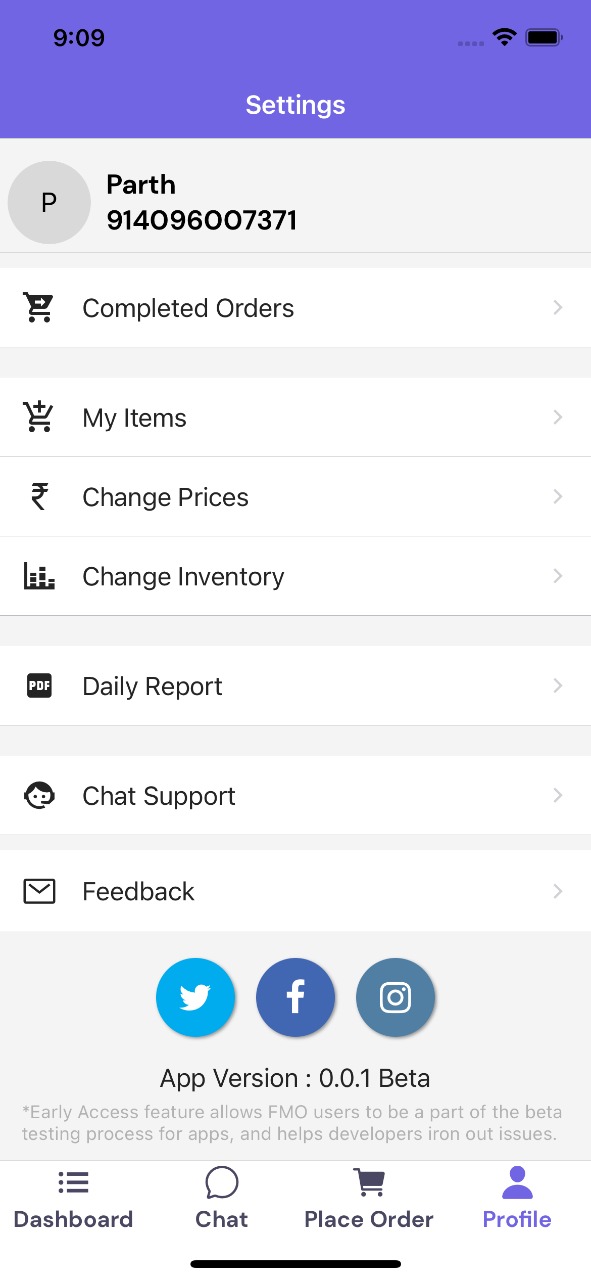 9:09
Settings
P
Parth
914096007371
Completed Orders
My Items
₹
Change Prices
Change Inventory
PDF
Daily Report
Chat Support
Feedback
App Version : 0.0.1 Beta
*Early Access feature allows FMO users to be a part of the beta
testing process for apps, and helps developers iron out issues.
Dashboard
Chat
Place Order
Profile